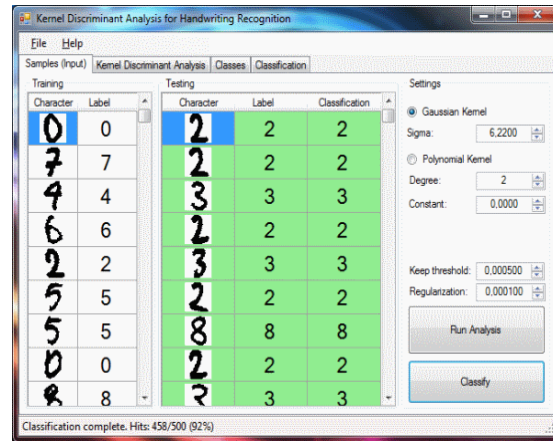 Kernel Discriminant Analysis for Handwriting Recognition
File Help
Samples (Input) Kernel Discriminant Analysis Classes Classification
Training
Character Label
0 0
7 7
4 4
6 6
2 2
5 5
5 5
0 0
8 8
Testing
Character Label Classification
2 2 2
2 2 2
3 3 3
2 2 2
3 3 3
2 2 2
8 8 8
2 2 2
3 3 3
Settings
Gaussian Kernel
Sigma: 6,2200
Polynomial Kernel
Degree: 2
Constant: 0,0000
Keep threshold: 0,000500
Regularization: 0,000100
Run Analysis
Classify
Classification complete. Hits: 458/500 (92%)